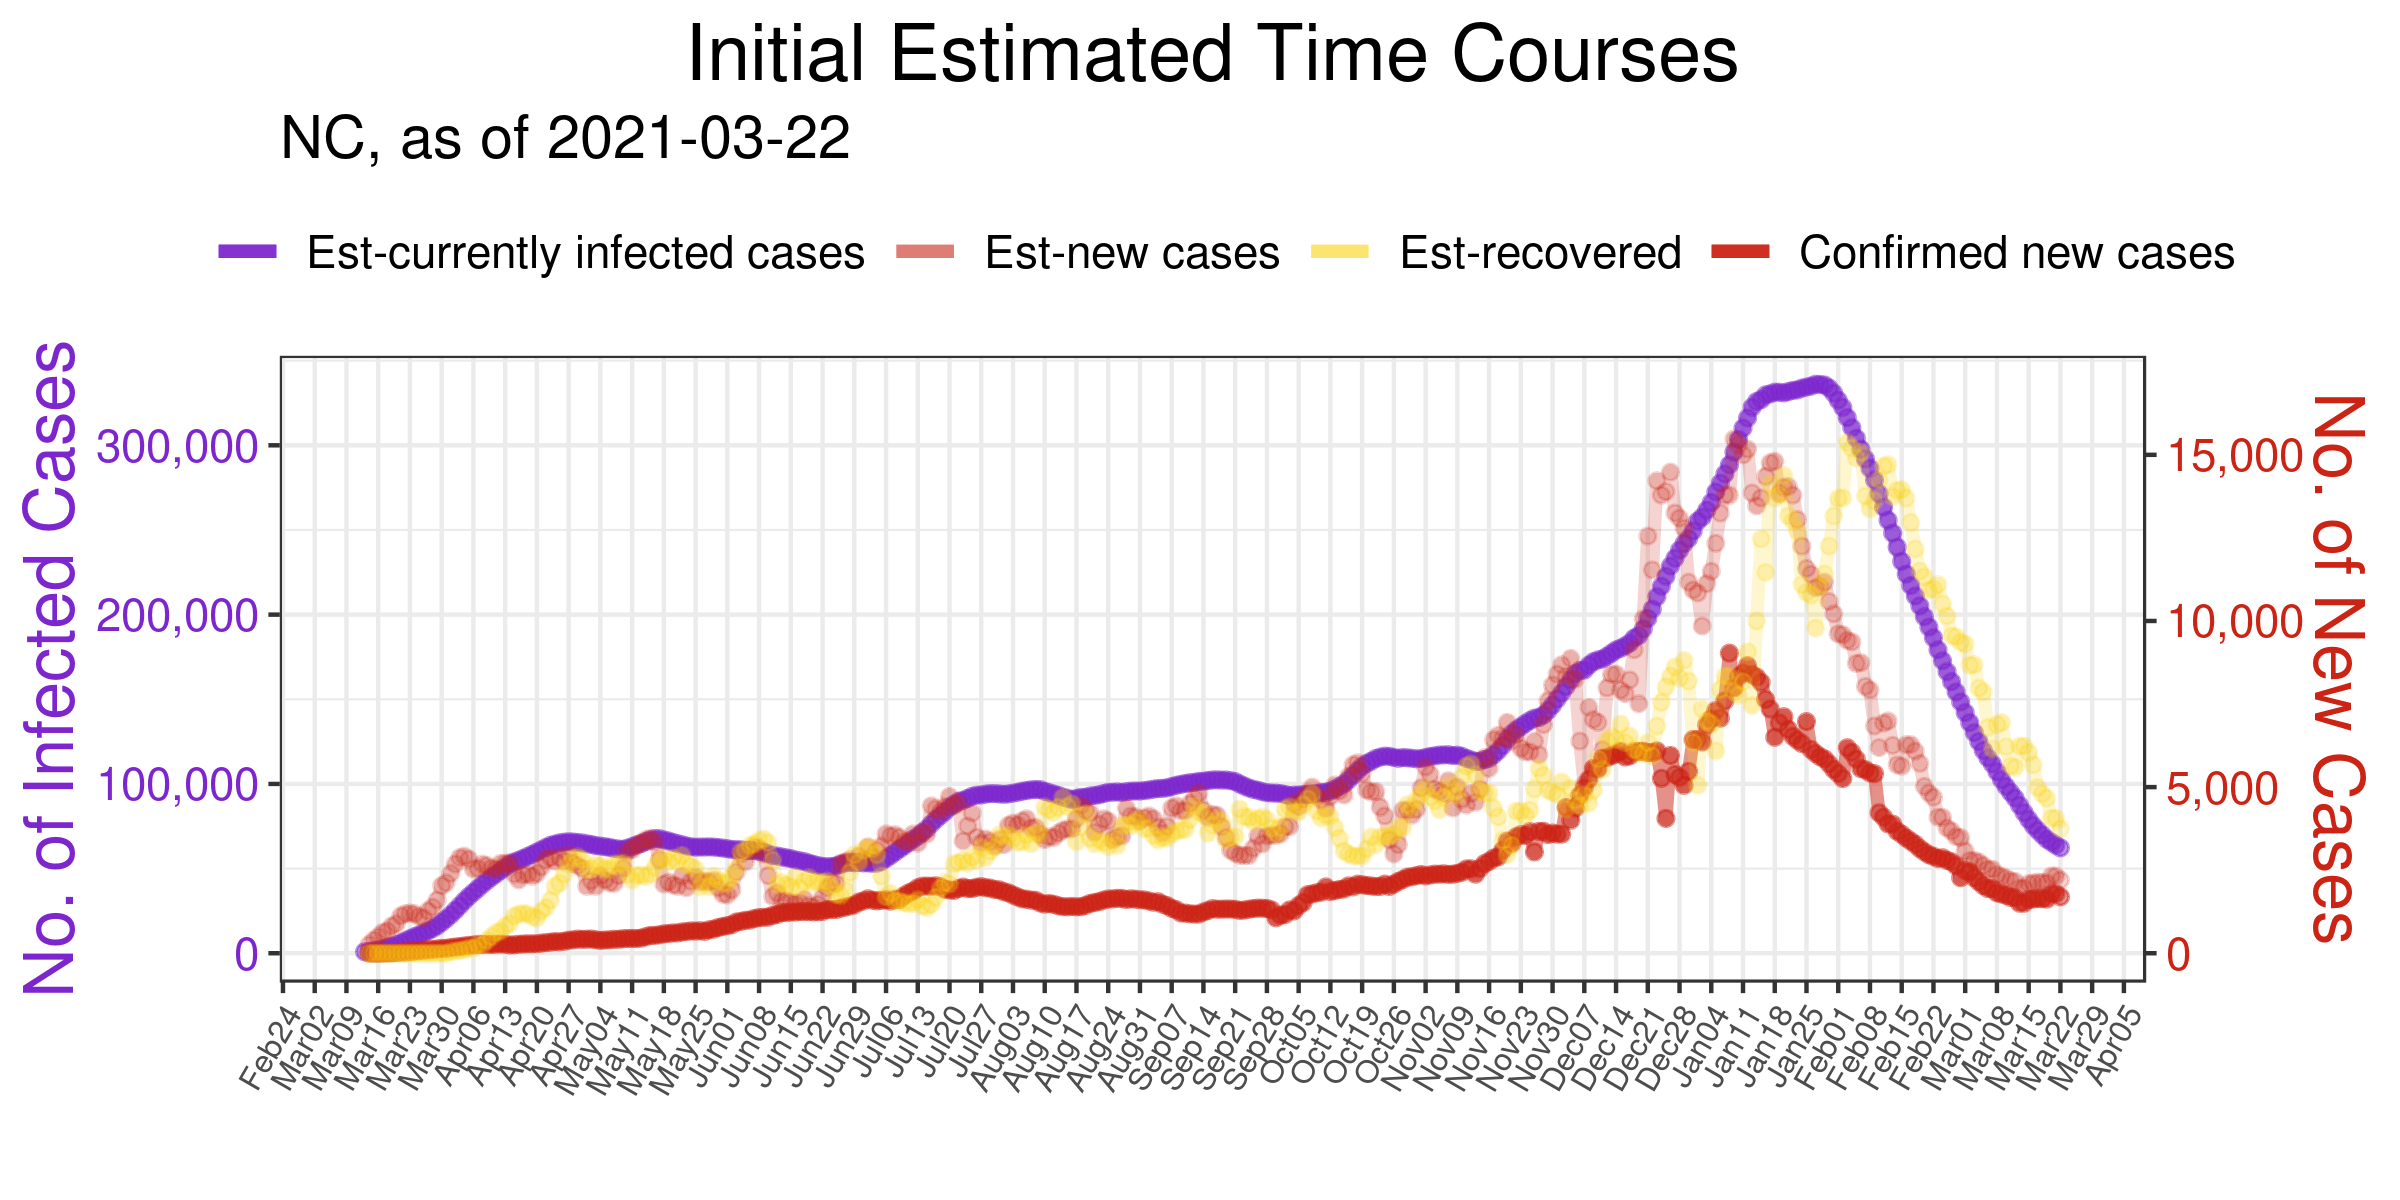 Initial Estimated Time Courses
NC, as of 2021-03-22
Est-currently infected cases Est-new cases Est-recovered Confirmed new cases
No. of Infected Cases
300,000
200,000
100,000
0
15,000
10,000
5,000
0
No. of New Cases
Feb24 Mar02 Mar09 Mar16 Mar23 Mar30 Apr06 Apr13 Apr20 Apr27 May04 May11 May18 May25 Jun01 Jun08 Jun15 Jun22 Jun29 Jul06 Jul13 Jul20 Jul27 Aug03 Aug10 Aug17 Aug24 Aug31 Sep07 Sep14 Sep21 Sep28 Oct05 Oct12 Oct19 Oct26 Nov02 Nov09 Nov16 Nov23 Nov30 Dec07 Dec14 Dec21 Dec28 Jan04 Jan11 Jan18 Jan25 Feb01 Feb08 Feb15 Feb22 Mar01 Mar08 Mar15 Mar22 Mar29 Apr05